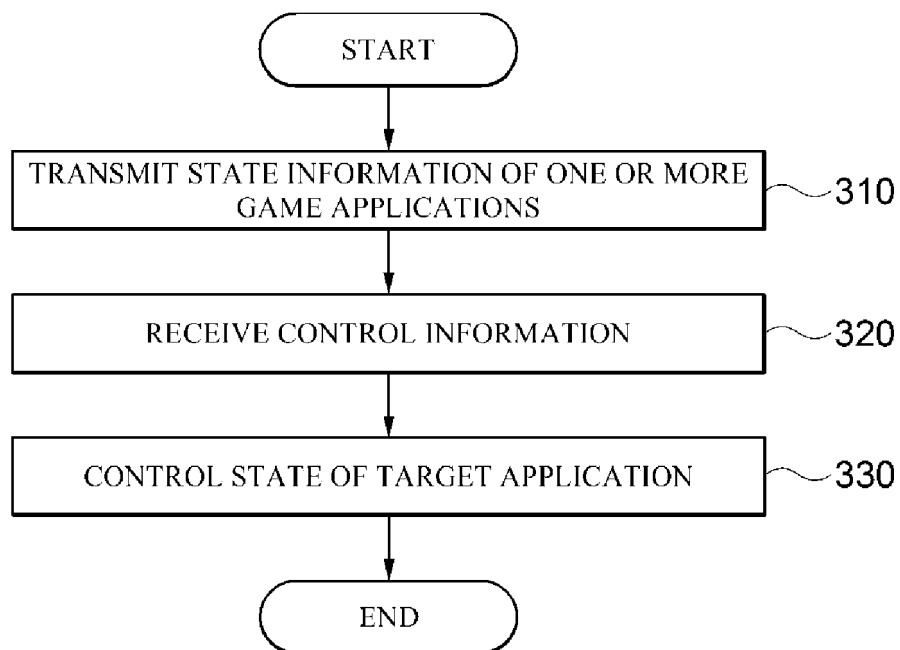 START
TRANSMIT STATE INFORMATION OF ONE OR MORE
GAME APPLICATIONS
310
RECEIVE CONTROL INFORMATION
320
CONTROL STATE OF TARGET APPLICATION
330
END